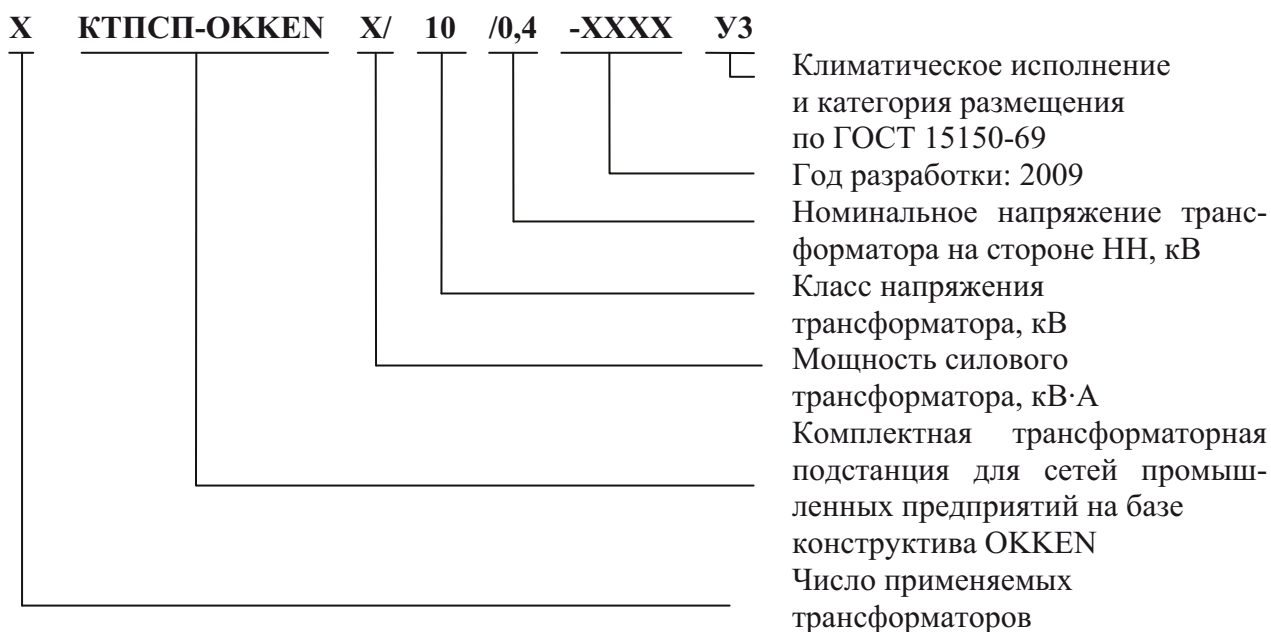 Х КТПСП-OKKEN Х/ 10 /0,4 -ХХХХ У3
Климатическое исполнение
и категория размещения
по ГОСТ 15150-69
Год разработки: 2009
Номинальное напряжение транс-
форматора на стороне НН, кВ
Класс напряжения
трансформатора, кВ
Мощность силового
трансформатора, кВ·А
Комплектная трансформаторная
подстанция для сетей промыш-
ленных предприятий на базе
конструктива OKKEN
Число применяемых
трансформаторов